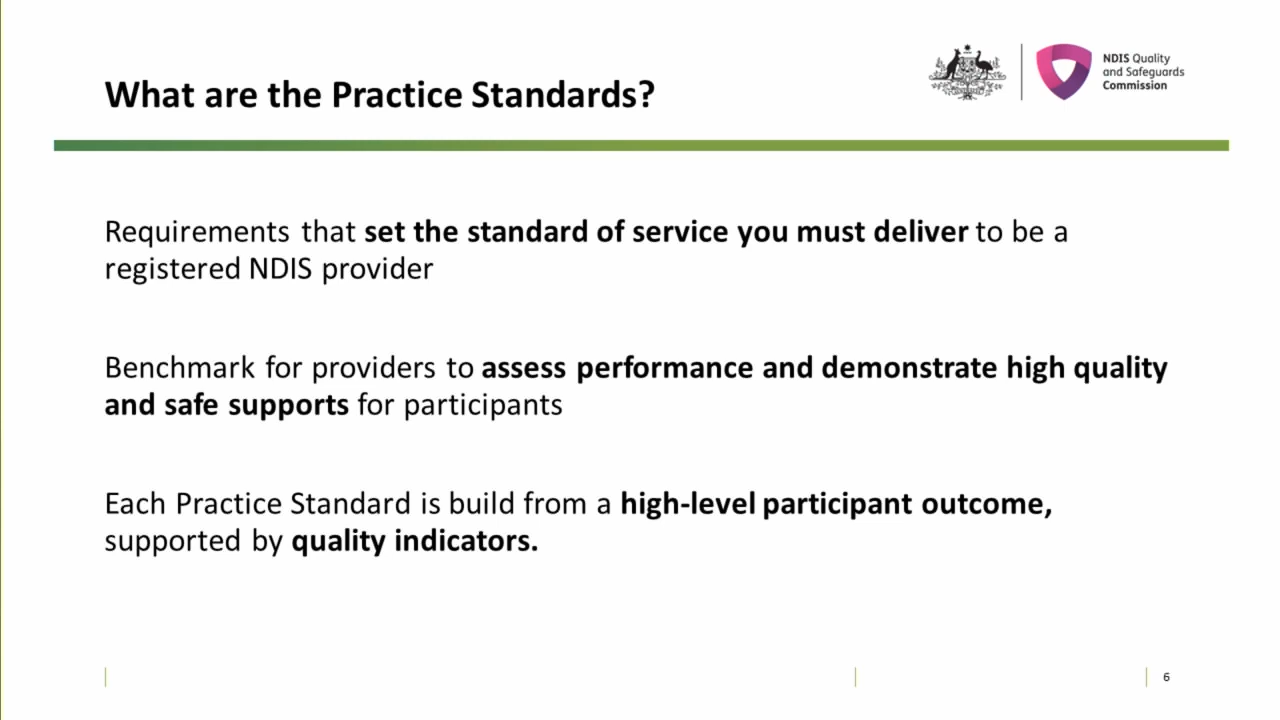 What are the Practice Standards?
NDIS Quality
and Safeguards
Commission
Requirements that set the standard of service you must deliver to be a
registered NDIS provider
Benchmark for providers to assess performance and demonstrate high quality
and safe supports for participants
Each Practice Standard is build from a high-level participant outcome,
supported by quality indicators.
6